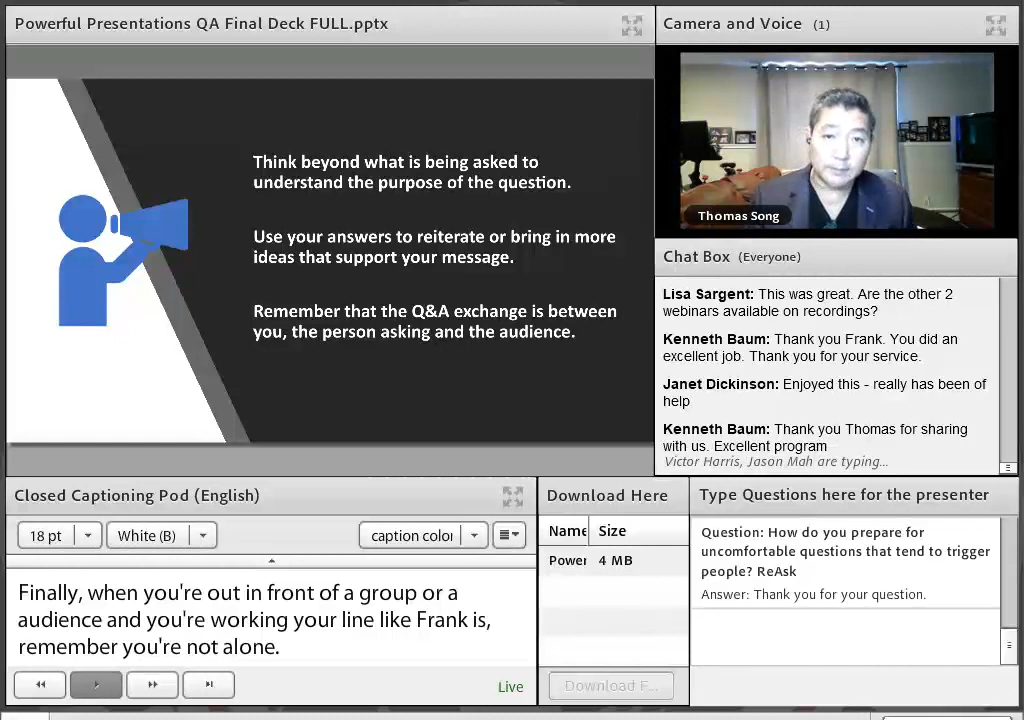 Powerful Presentations QA Final Deck FULL.pptx
Think beyond what is being asked to
understand the purpose of the question.
Use your answers to reiterate or bring in more
ideas that support your message.
Remember that the Q&A exchange is between
you, the person asking and the audience.
Camera and Voice (1)
Thomas Song
Chat Box (Everyone)
Lisa Sargent: This was great. Are the other 2
webinars available on recordings?
Kenneth Baum: Thank you Frank. You did an
excellent job. Thank you for your service.
Janet Dickinson: Enjoyed this - really has been of
help
Kenneth Baum: Thank you Thomas for sharing
with us. Excellent program
Victor Harris, Jason Mah are typing...
Closed Captioning Pod (English)
18 pt White (B) caption color
Finally, when you're out in front of a group or a
audience and you're working your line like Frank is,
remember you're not alone.
Live
Download Here
Name Size
Power 4 MB
Download F...
Type Questions here for the presenter
Question: How do you prepare for
uncomfortable questions that tend to trigger
people? ReAsk
Answer: Thank you for your question.